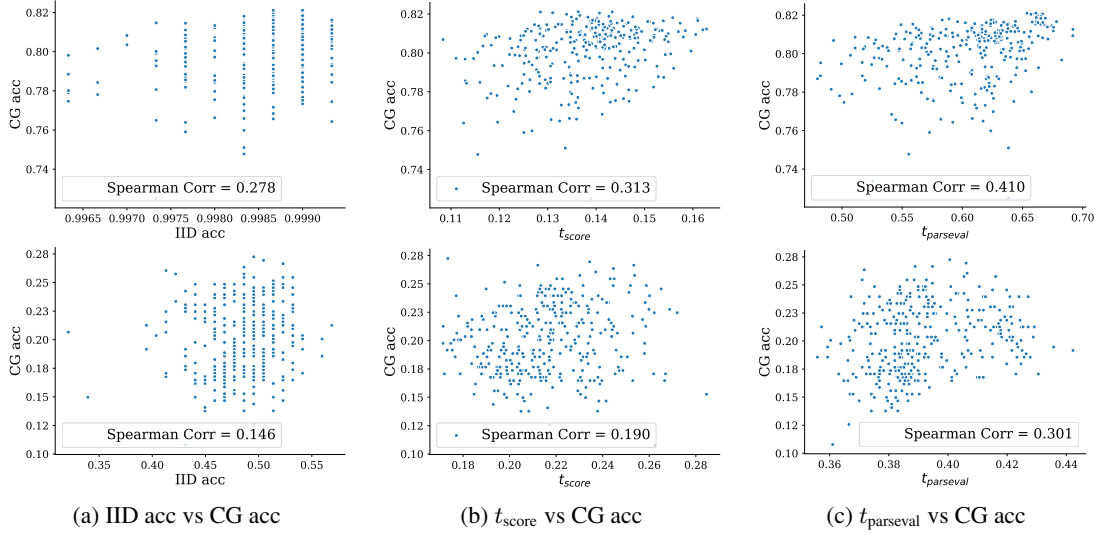 0.82
0.80
0.78
0.76
0.74
CG acc
Spearman Corr = 0.278
0.9965 0.9970 0.9975 0.9980 0.9985 0.9990
IID acc
0.82
0.80
0.78
0.76
0.74
CG acc
Spearman Corr = 0.313
0.11 0.12 0.13 0.14 0.15 0.16
t_score
0.82
0.80
0.78
0.76
0.74
CG acc
Spearman Corr = 0.410
0.50 0.55 0.60 0.65 0.70
t_parseval
0.28
0.25
0.23
0.20
0.18
0.15
0.12
0.10
CG acc
Spearman Corr = 0.146
0.35 0.40 0.45 0.50 0.55
IID acc
0.28
0.25
0.23
0.20
0.18
0.15
0.12
0.10
CG acc
Spearman Corr = 0.190
0.18 0.20 0.22 0.24 0.26 0.28
t_score
0.28
0.25
0.23
0.20
0.18
0.15
0.12
0.10
CG acc
Spearman Corr = 0.301
0.36 0.38 0.40 0.42 0.44
t_parseval
(a) IID acc vs CG acc
(b) t_score vs CG acc
(c) t_parseval vs CG acc